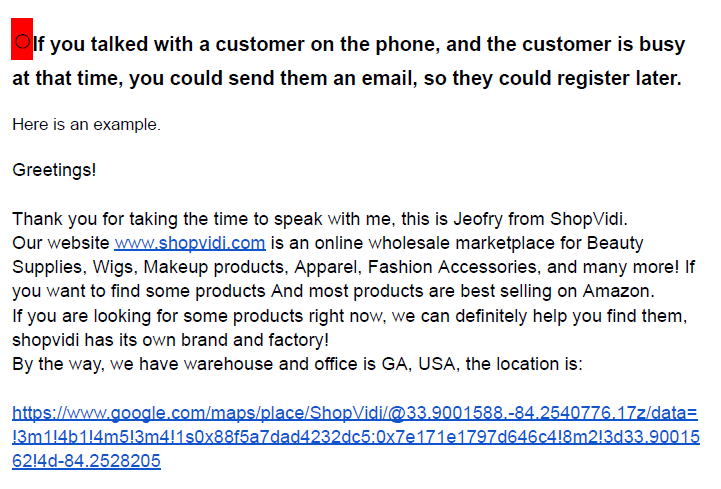 ○If you talked with a customer on the phone, and the customer is busy
at that time, you could send them an email, so they could register later.
Here is an example.
Greetings!
Thank you for taking the time to speak with me, this is Jeofry from ShopVidi.
Our website www.shopvidi.com is an online wholesale marketplace for Beauty
Supplies, Wigs, Makeup products, Apparel, Fashion Accessories, and many more! If
you want to find some products And most products are best selling on Amazon.
If you are looking for some products right now, we can definitely help you find them,
shopvidi has its own brand and factory!
By the way, we have warehouse and office is GA, USA, the location is:
https://www.google.com/maps/place/ShopVidi/@33.9001588,-84.2540776,17z/data=
!3m1!4b1!4m5!3m4!1s0x88f5a7dad4232dc5:0x7e171e1797d646c4!8m2!3d33.90015
62!4d-84.2528205